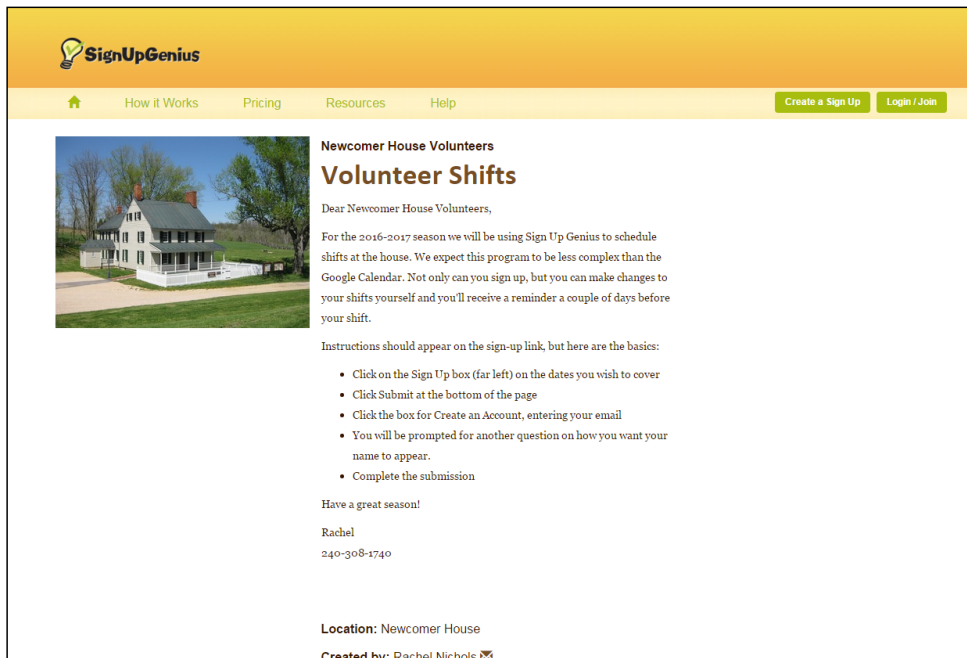 SignUpGenius
How it Works Pricing Resources Help Create a Sign Up Login / Join
Newcomer House Volunteers
Volunteer Shifts
Dear Newcomer House Volunteers,
For the 2016-2017 season we will be using Sign Up Genius to schedule
shifts at the house. We expect this program to be less complex than the
Google Calendar. Not only can you sign up, but you can make changes to
your shifts yourself and you'll receive a reminder a couple of days before
your shift.
Instructions should appear on the sign-up link, but here are the basics:
• Click on the Sign Up box (far left) on the dates you wish to cover
• Click Submit at the bottom of the page
• Click the box for Create an Account, entering your email
• You will be prompted for another question on how you want your
name to appear.
• Complete the submission
Have a great season!
Rachel
240-308-1740
Location: Newcomer House
Created by: Rachel Nichols